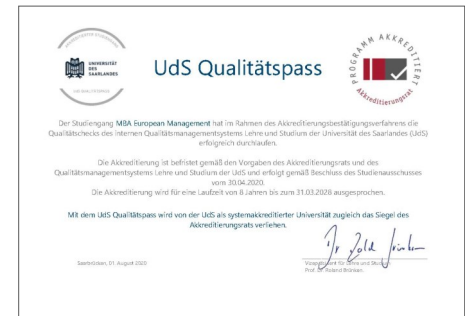 UNIVERSITÄT
DES
SAARLANDES
UdS Qualitätspass
PROGRAMM AKKREDITIERT
Akkreditierungsrat
Der Studiengang MBA European Management hat im Rahmen des Akkreditierungsbestätigungsverfahrens die
Qualitätschecks des internen Qualitätsmanagementsystems Lehre und Studium der Universität des Saarlandes (UdS)
erfolgreich durchlaufen.
Die Akkreditierung ist befristet gemäß den Vorgaben des Akkreditierungsrats und des
Qualitätsmanagementsystems Lehre und Studium der UdS und erfolgt gemäß Beschluss des Studienausschusses
vom 30.04.2020.
Die Akkreditierung wird für eine Laufzeit von 8 Jahren bis zum 31.03.2028 ausgesprochen.
Mit dem UdS Qualitätspass wird von der UdS als systemakkreditierter Universität zugleich das Siegel des
Akkreditierungsrats verliehen.
Saarbrücken, 01. August 2020
Vizepräsident für Lehre und Studium
Prof. Dr. Roland Brünken